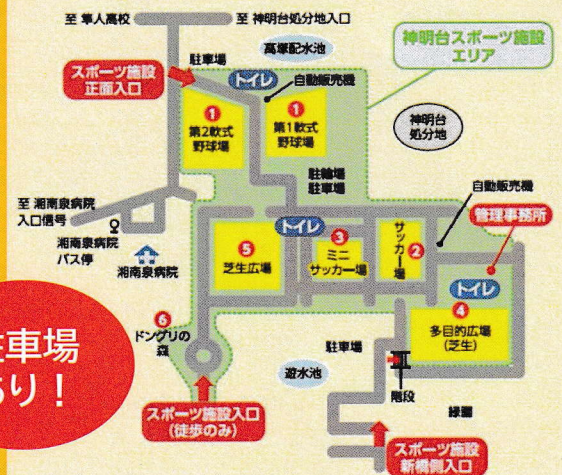 至 隼人高校
至 神明台処分地入口
駐車場
高塚配水池
神明台スポーツ施設
エリア
スポーツ施設
正面入口
トイレ
自動販売機
① 第2軟式
野球場
① 第1軟式
野球場
神明台
処分地
駐輪場
駐車場
至 湘南泉病院
入口信号
自動販売機
管理事務所
湘南泉病院
バス停
湘南泉病院
トイレ
⑤
芝生広場
③
ミニ
サッカー場
サッカー場
②
トイレ
④
多目的広場
(芝生)
⑥
ドングリの
森
駐車場
遊水池
階段
緑園
車場
り！
スポーツ施設入口
(徒歩のみ)
スポーツ施設
新橋側入口